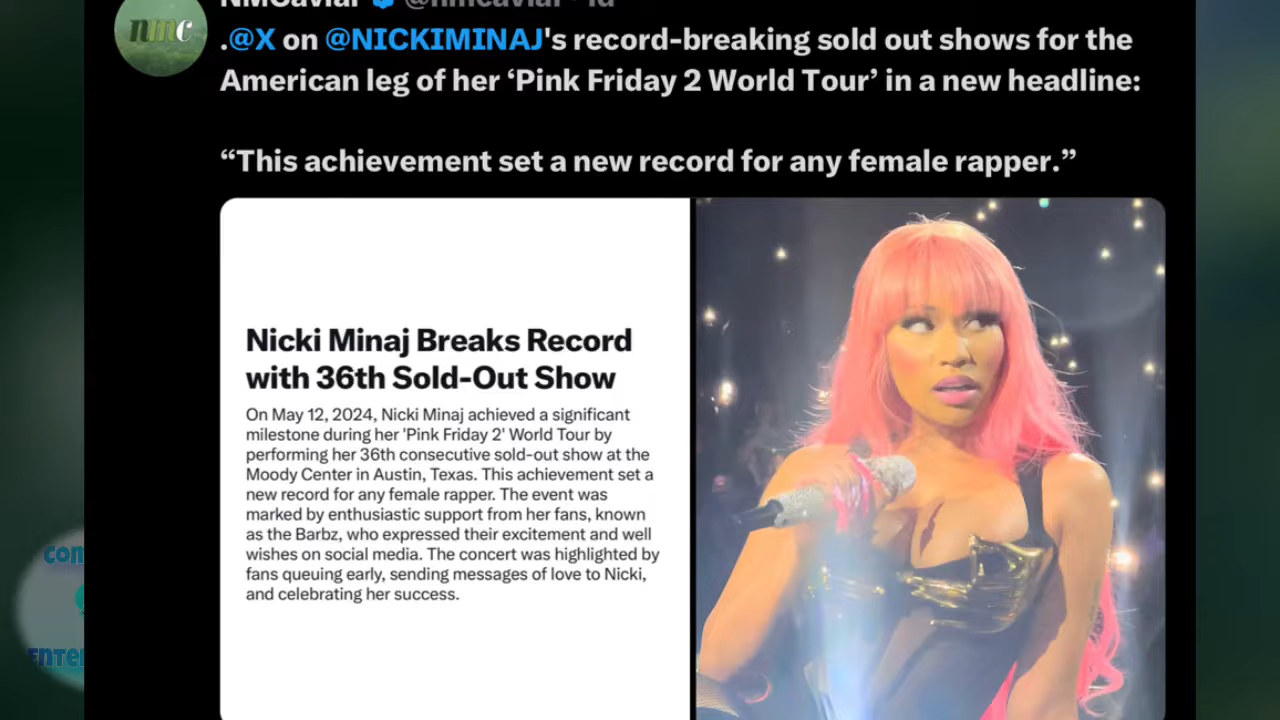 NMCaviar @nmcaviar · 1d
nmc
.@X on @NICKIMINAJ's record-breaking sold out shows for the
American leg of her ‘Pink Friday 2 World Tour’ in a new headline:
“This achievement set a new record for any female rapper.”
Nicki Minaj Breaks Record
with 36th Sold-Out Show
On May 12, 2024, Nicki Minaj achieved a significant
milestone during her 'Pink Friday 2' World Tour by
performing her 36th consecutive sold-out show at the
Moody Center in Austin, Texas. This achievement set a
new record for any female rapper. The event was
marked by enthusiastic support from her fans, known
as the Barbz, who expressed their excitement and well
wishes on social media. The concert was highlighted by
fans queuing early, sending messages of love to Nicki,
and celebrating her success.